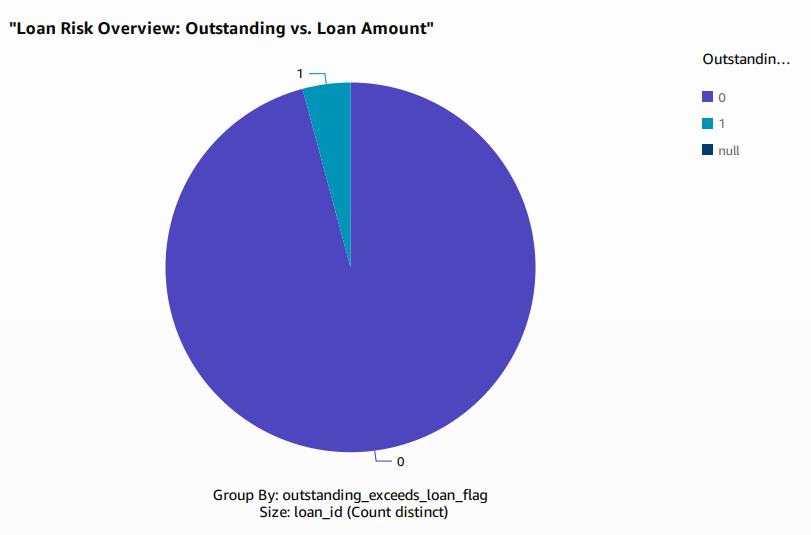 "Loan Risk Overview: Outstanding vs. Loan Amount"
Outstandin...
0
1
null
1
0
Group By: outstanding_exceeds_loan_flag
Size: loan_id (Count distinct)